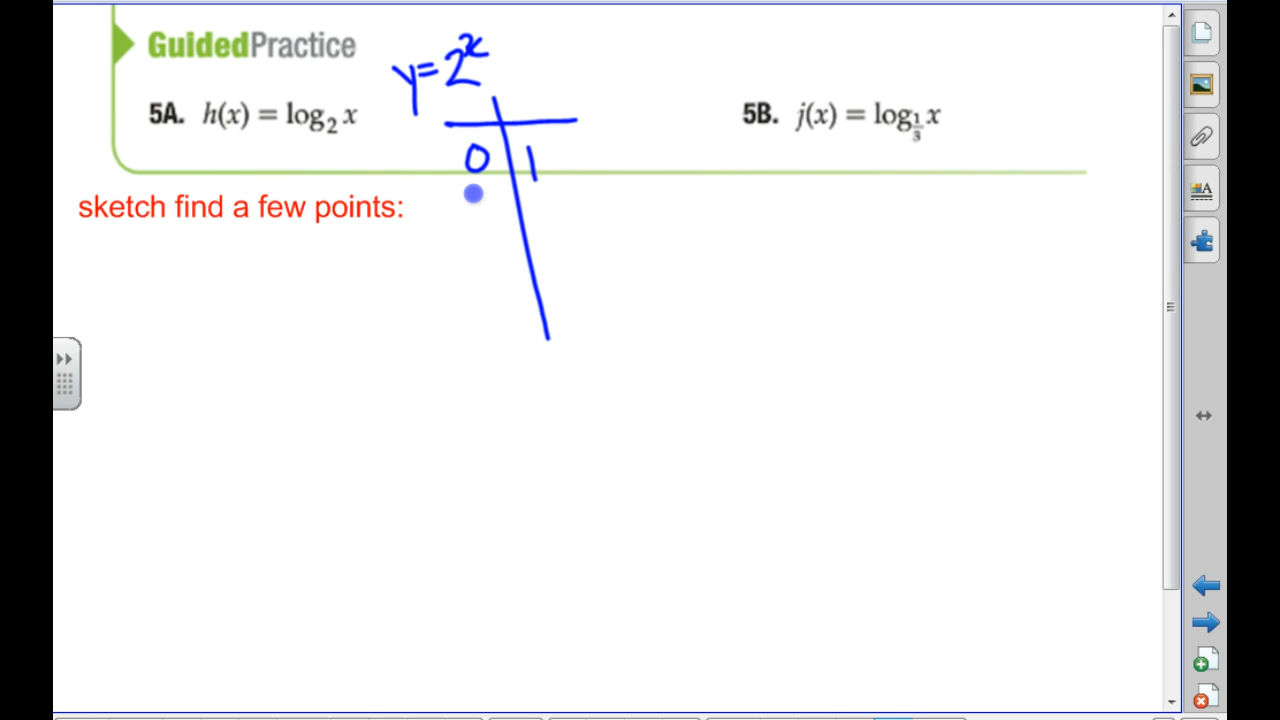 GuidedPractice
y=2^x
5A. h(x) = log₂ x
5B. j(x) = log_{1/3} x
0 1
sketch find a few points: